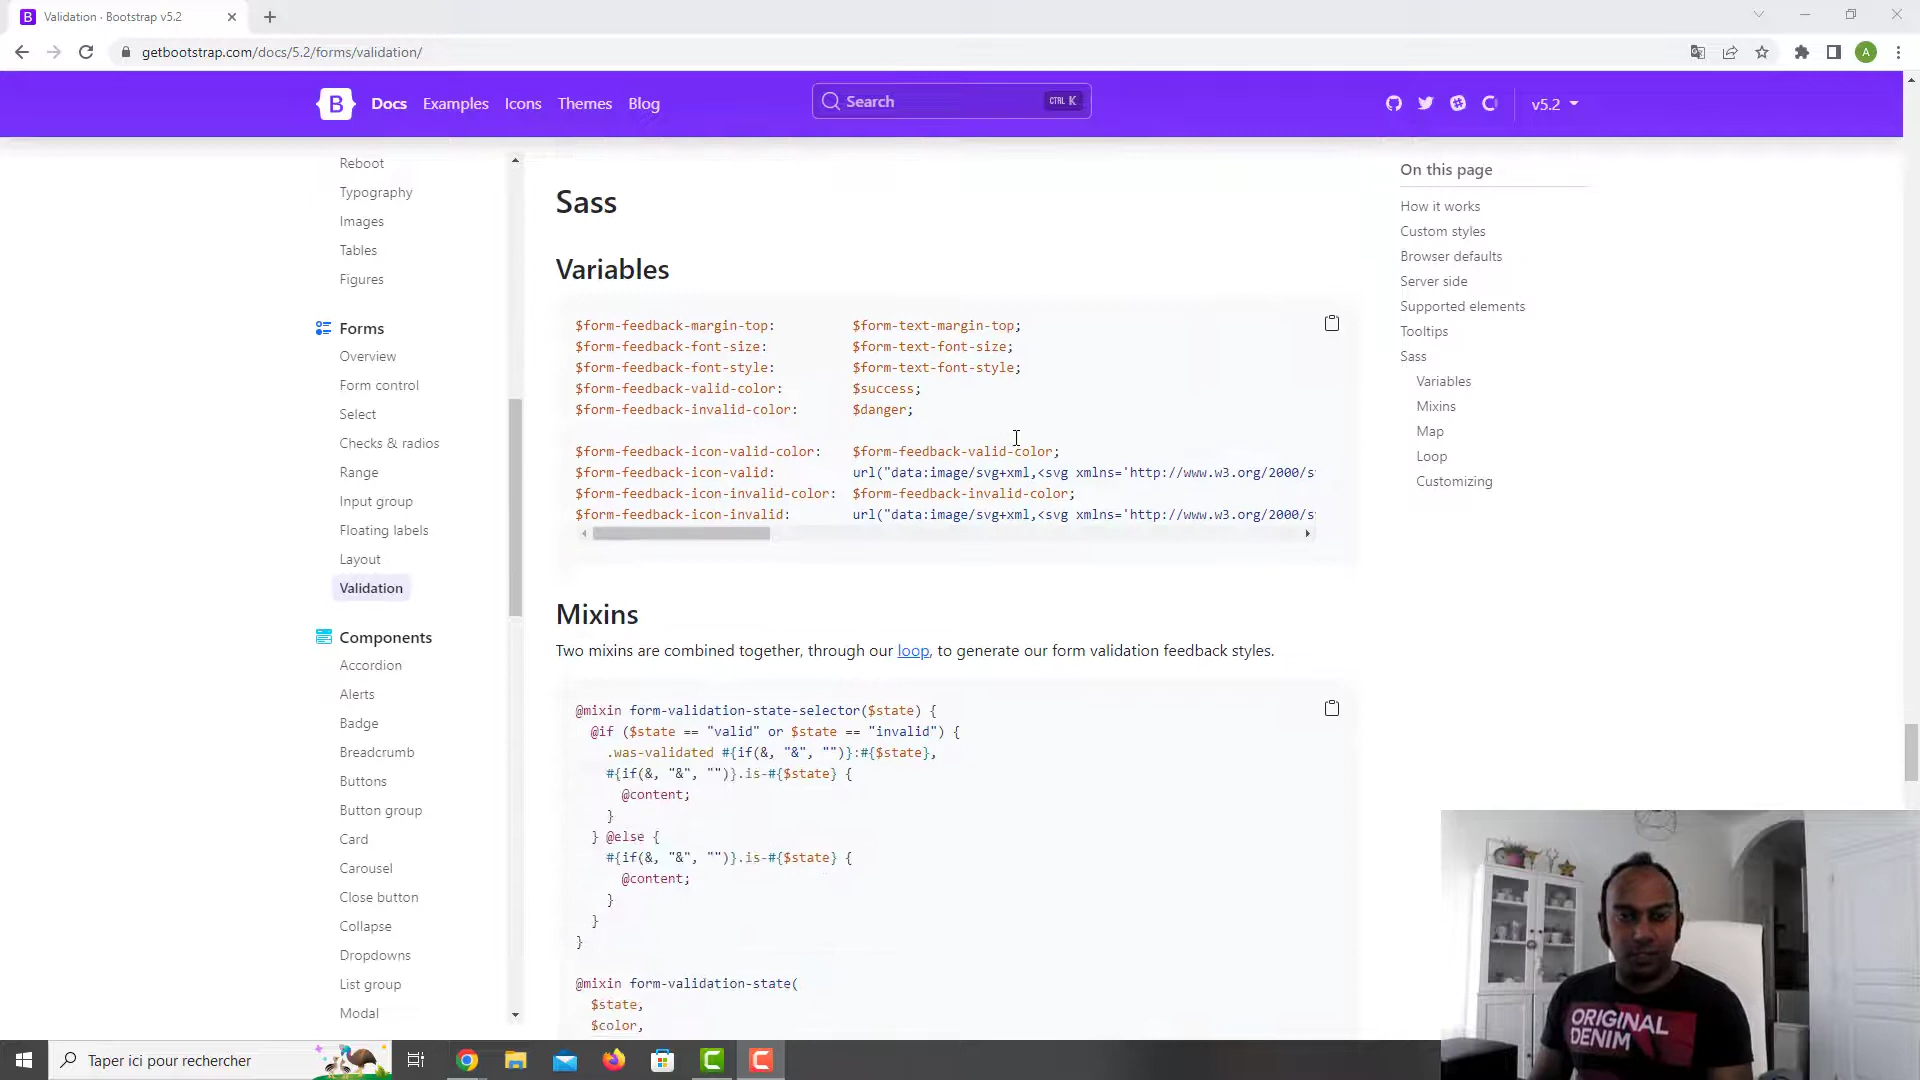 Validation · Bootstrap v5.2
getbootstrap.com/docs/5.2/forms/validation/
A
B
Docs
Examples
Icons
Themes
Blog
Search
CTRL K
v5.2
Reboot
Typography
Images
Tables
Figures
Forms
Overview
Form control
Select
Checks & radios
Range
Input group
Floating labels
Layout
Validation
Components
Accordion
Alerts
Badge
Breadcrumb
Buttons
Button group
Card
Carousel
Close button
Collapse
Dropdowns
List group
Modal
Sass
Variables
$form-feedback-margin-top: $form-text-margin-top;
$form-feedback-font-size: $form-text-font-size;
$form-feedback-font-style: $form-text-font-style;
$form-feedback-valid-color: $success;
$form-feedback-invalid-color: $danger;
$form-feedback-icon-valid-color: $form-feedback-valid-color;
$form-feedback-icon-valid: url("data:image/svg+xml,<svg xmlns='http://www.w3.org/2000/s
$form-feedback-icon-invalid-color: $form-feedback-invalid-color;
$form-feedback-icon-invalid: url("data:image/svg+xml,<svg xmlns='http://www.w3.org/2000/s
Mixins
Two mixins are combined together, through our loop, to generate our form validation feedback styles.
@mixin form-validation-state-selector($state) {
@if ($state == "valid" or $state == "invalid") {
.was-validated #{if(&, "&", "")}:#{$state},
#{if(&, "&", "")}.is-#{$state} {
@content;
}
} @else {
#{if(&, "&", "")}.is-#{$state} {
@content;
}
}
}
@mixin form-validation-state(
$state,
$color,
On this page
How it works
Custom styles
Browser defaults
Server side
Supported elements
Tooltips
Sass
Variables
Mixins
Map
Loop
Customizing
ORIGINAL
DENIM
Taper ici pour rechercher